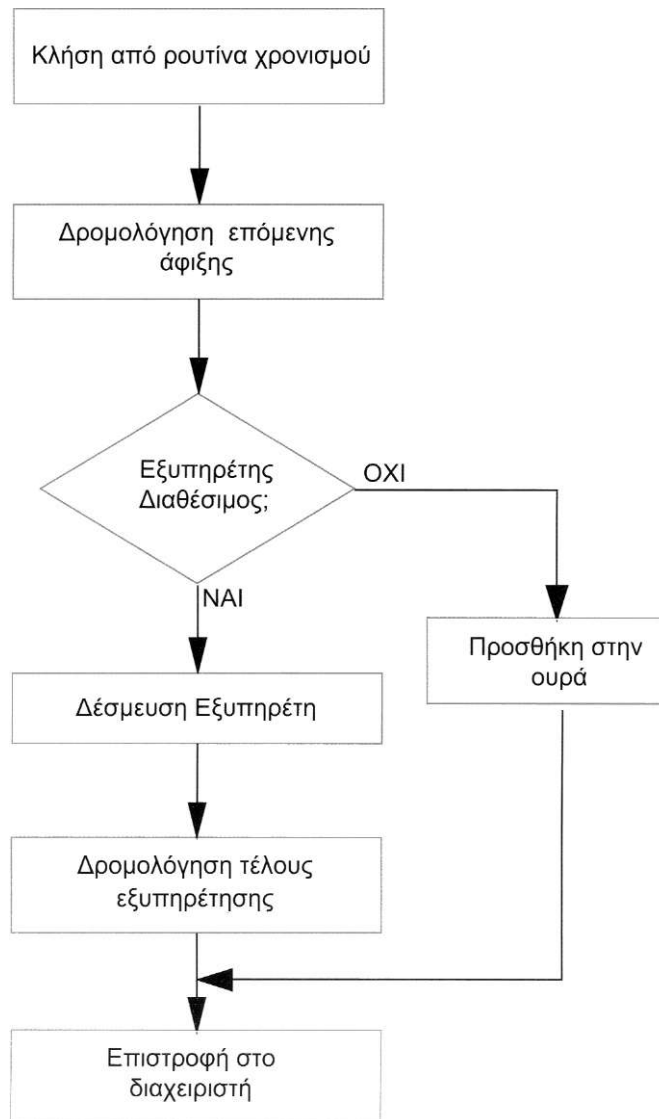 Κλήση από ρουτίνα χρονισμού
Δρομολόγηση επόμενης
άφιξης
Εξυπηρέτης
Διαθέσιμος;
ΟΧΙ
ΝΑΙ
Προσθήκη στην
ουρά
Δέσμευση Εξυπηρέτη
Δρομολόγηση τέλους
εξυπηρέτησης
Επιστροφή στο
διαχειριστή